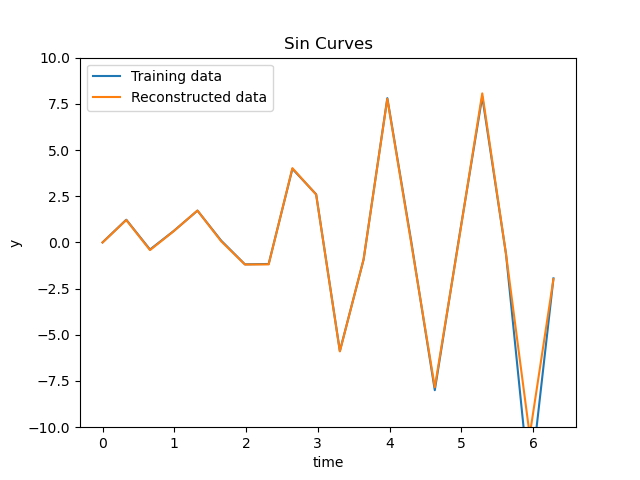 Sin Curves
Training data
Reconstructed data
y
10.0
7.5
5.0
2.5
0.0
−2.5
−5.0
−7.5
−10.0
0 1 2 3 4 5 6
time